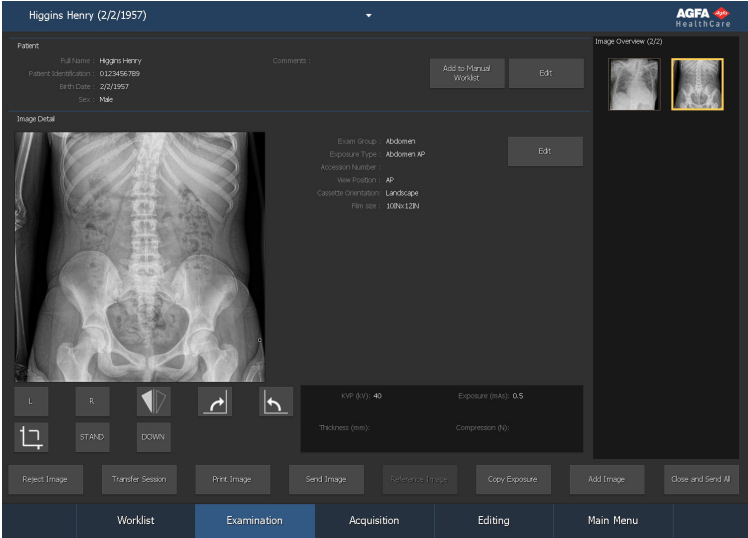 Higgins Henry (2/2/1957)
AGFA Agfa
HealthCare
Patient
Full Name : Higgins Henry
Comments :
Patient Identification : 0123456789
Birth Date : 2/2/1957
Sex : Male
Add to Manual Worklist
Edit
Image Overview (2/2)
Image Detail
Exam Group : Abdomen
Exposure Type : Abdomen AP
Accession Number :
View Position : AP
Cassette Orientation: Landscape
Film size : 10INx12IN
Edit
L
R
STAND
DOWN
KVP (kV): 40
Exposure (mAs): 0.5
Thickness (mm):
Compression (N):
Reject Image
Transfer Session
Print Image
Send Image
Reference Image
Copy Exposure
Add Image
Close and Send All
Worklist
Examination
Acquisition
Editing
Main Menu